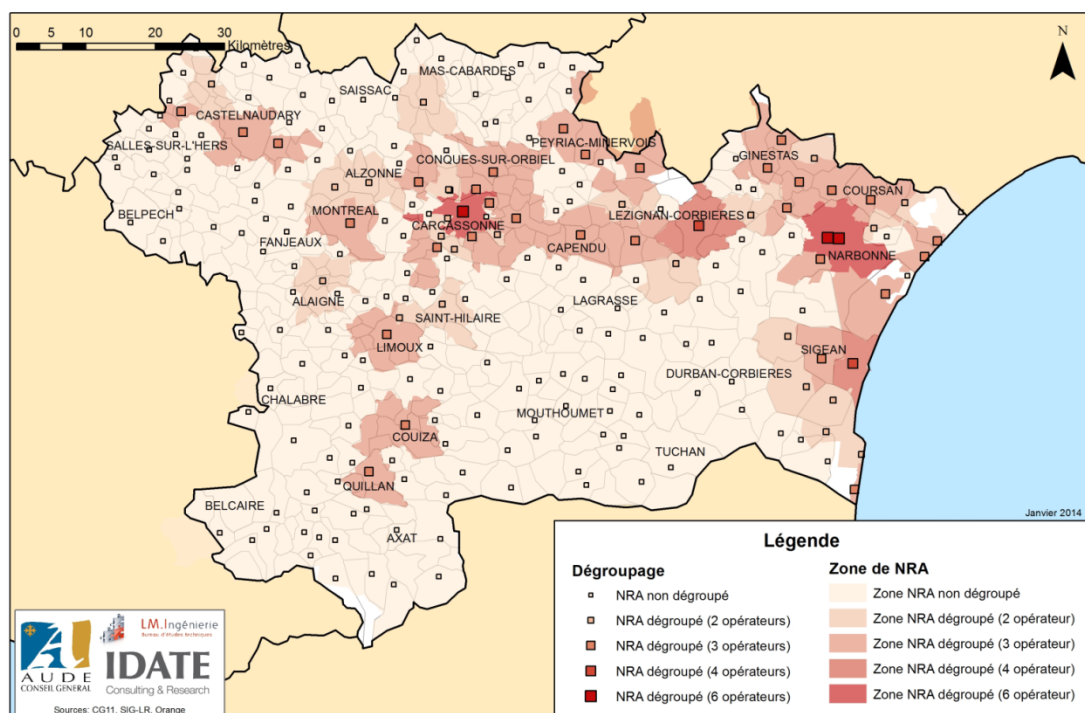 0 10 20 30
Kilomètres
N
MAS-CABARDES
SAISSAC
CASTELNAUDARY
SALLES-SUR-L'HERS
PEYRIAC-MINERVOIS
GINESTAS
CONQUES-SUR-ORBIEL
ALZONNE
COURSAN
BELPECH
MONTREAL
LEZIGNAN-CORBIERES
CARCASSONNE
FANJEAUX
CAPENDU
NARBONNE
ALAIGNE
LAGRASSE
SAINT-HILAIRE
LIMOUX
SIGEAN
DURBAN-CORBIERES
CHALABRE
MOUTHOUMET
COUIZA
TUCHAN
QUILLAN
BELCAIRE
AXAT
Janvier 2014
Légende
Dégroupage
NRA non dégroupé
NRA dégroupé (2 opérateurs)
NRA dégroupé (3 opérateurs)
NRA dégroupé (4 opérateurs)
NRA dégroupé (6 opérateurs)
Zone de NRA
Zone NRA non dégroupé
Zone NRA dégroupé (2 opérateur)
Zone NRA dégroupé (3 opérateur)
Zone NRA dégroupé (4 opérateur)
Zone NRA dégroupé (6 opérateur)
LM.Ingénierie
Bureau d'études techniques
AUDE
CONSEIL GENERAL
IDATE
Consulting & Research
Sources: CG11, SIG-LR, Orange